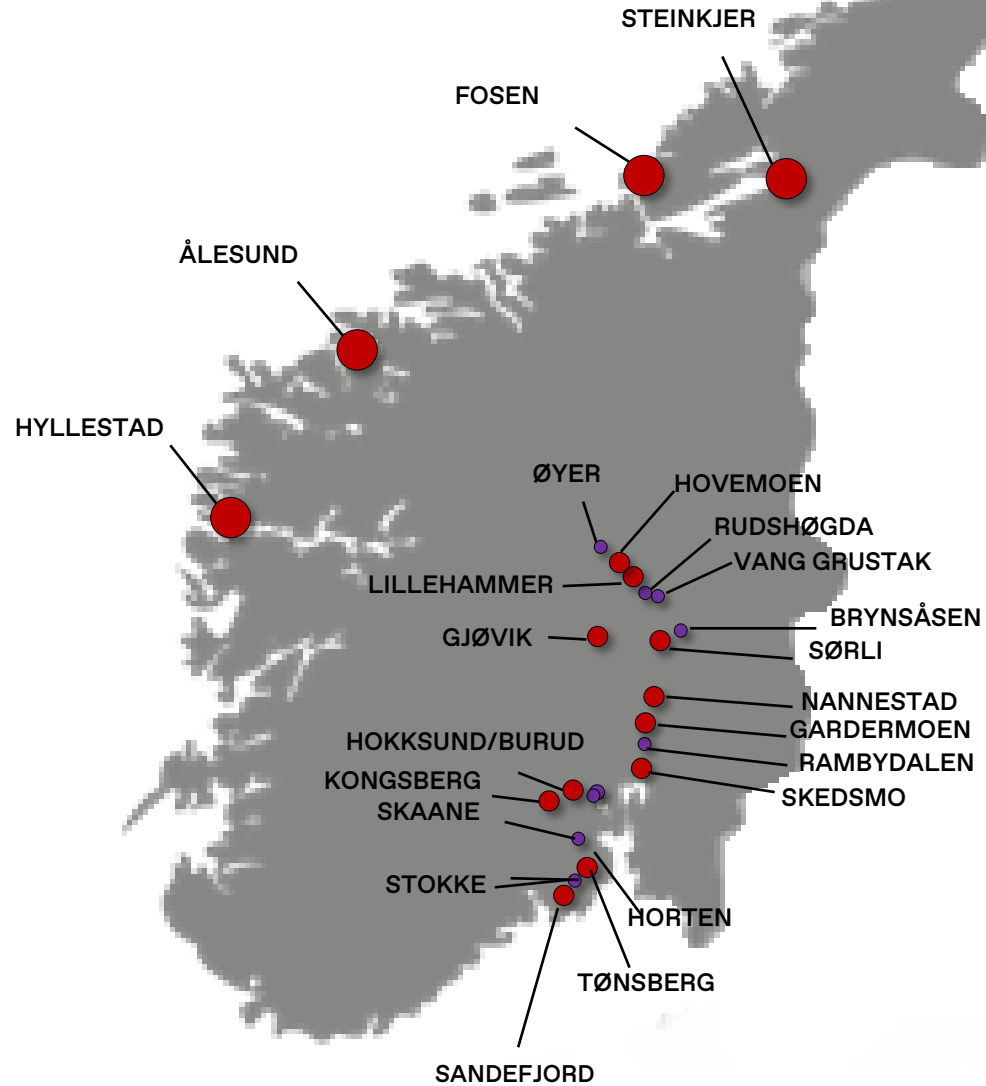 STEINKJER
FOSEN
ÅLESUND
HYLLESTAD
ØYER
HOVEMOEN
RUDSHØGDA
VANG GRUSTAK
LILLEHAMMER
BRYNSÅSEN
GJØVIK
SØRLI
NANNESTAD
GARDERMOEN
HOKKSUND/BURUD
RAMBYDALEN
KONGSBERG
SKEDSMO
SKAANE
STOKKE
HORTEN
TØNSBERG
SANDEFJORD